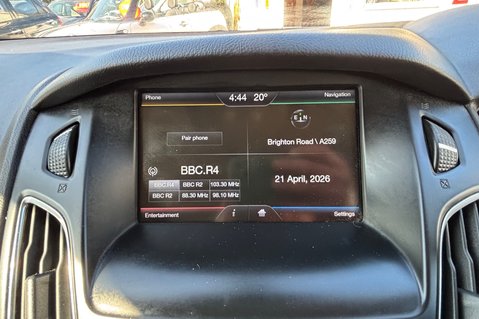 Phone
4:44 20°
Navigation
Pair phone
E N
Brighton Road \ A259
BBC.R4
BBC.R4 BBC R2 103.30 MHz
BBC R2 88.30 MHz 98.10 MHz
21 April, 2026
Entertainment
i
Settings